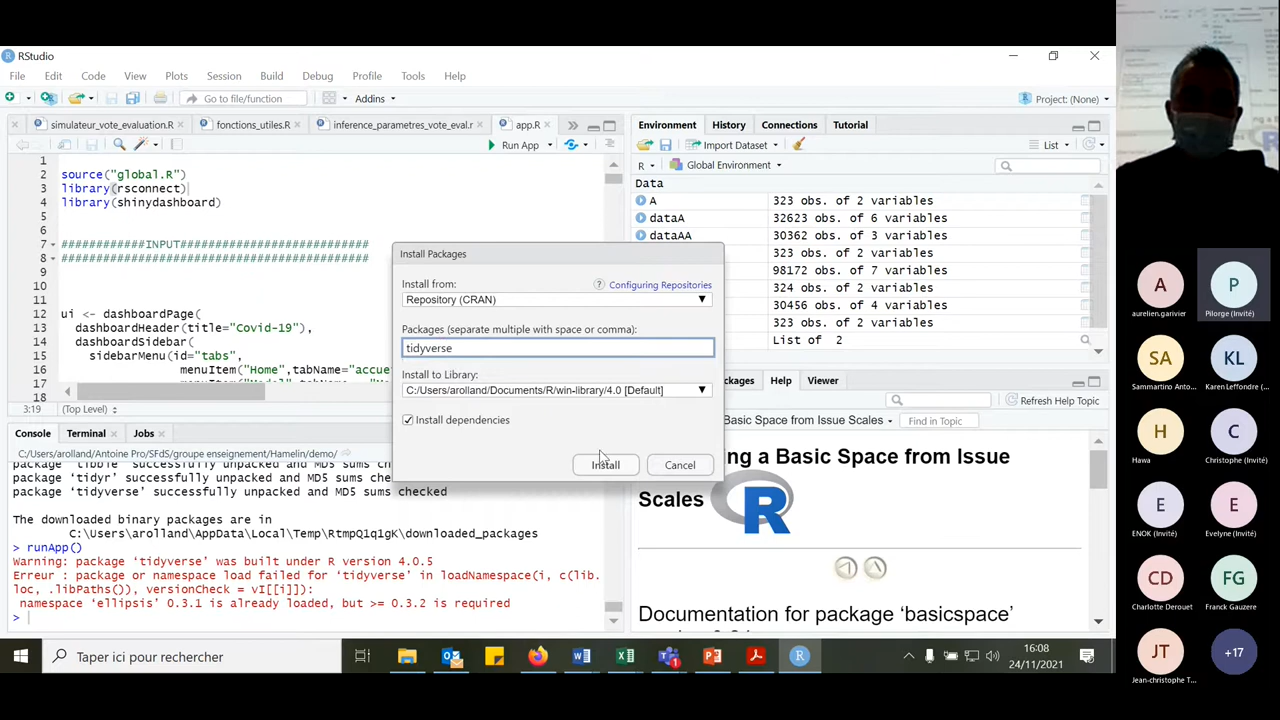 RStudio
File Edit Code View Plots Session Build Debug Profile Tools Help
Go to file/function
Addins
Project: (None)
simulateur_vote_evaluation.R
fonctions_utiles.R
inference_parametres_vote_eval.r
app.R
Run App
1
2 source("global.R")
3 library(rsconnect)
4 library(shinydashboard)
5
6
7 ############INPUT########################
8 ########################################
9
10
11
12 ui <- dashboardPage(
13 dashboardHeader(title="Covid-19"),
14 dashboardSidebar(
15 sidebarMenu(id="tabs",
16 menuItem("Home",tabName="accue
17
18
3:19 (Top Level)
Console Terminal Jobs
C:/Users/arolland/Antoine Pro/SFdS/groupe enseignement/Hamelin/demo/
package 'tidyr' successfully unpacked and MD5 sums checked
package 'tidyverse' successfully unpacked and MD5 sums checked
The downloaded binary packages are in
C:\Users\arolland\AppData\Local\Temp\RtmpQ1q1gK\downloaded_packages
> runApp()
Warning: package 'tidyverse' was built under R version 4.0.5
Erreur : package or namespace load failed for 'tidyverse' in loadNamespace(i, c(lib.
loc, .libPaths()), versionCheck = vI[[i]]):
namespace 'ellipsis' 0.3.1 is already loaded, but >= 0.3.2 is required
>
Install Packages
Install from:
? Configuring Repositories
Repository (CRAN)
Packages (separate multiple with space or comma):
tidyverse
Install to Library:
C:/Users/arolland/Documents/R/win-library/4.0 [Default]
Install dependencies
Install Cancel
Environment History Connections Tutorial
Import Dataset
List
R Global Environment
Data
A 323 obs. of 2 variables
dataA 32623 obs. of 6 variables
dataAA 30362 obs. of 3 variables
323 obs. of 2 variables
98172 obs. of 7 variables
324 obs. of 2 variables
30456 obs. of 4 variables
323 obs. of 2 variables
List of 2
Help Viewer
Refresh Help Topic
Basic Space from Issue Scales
Find in Topic
a Basic Space from Issue
Scales
R
Documentation for package 'basicspace'
Taper ici pour rechercher
16:08
24/11/2021
A
aurelien.garivier
P
Pilorge (Invité)
SA
Sammartino Anto...
KL
Karen Leffondre (...
H
Hawa
C
Christophe (Invité)
E
ENOK (Invité)
E
Evelyne (Invité)
CD
Charlotte Derouet
FG
Franck Gauzere
JT
Jean-christophe T...
+17